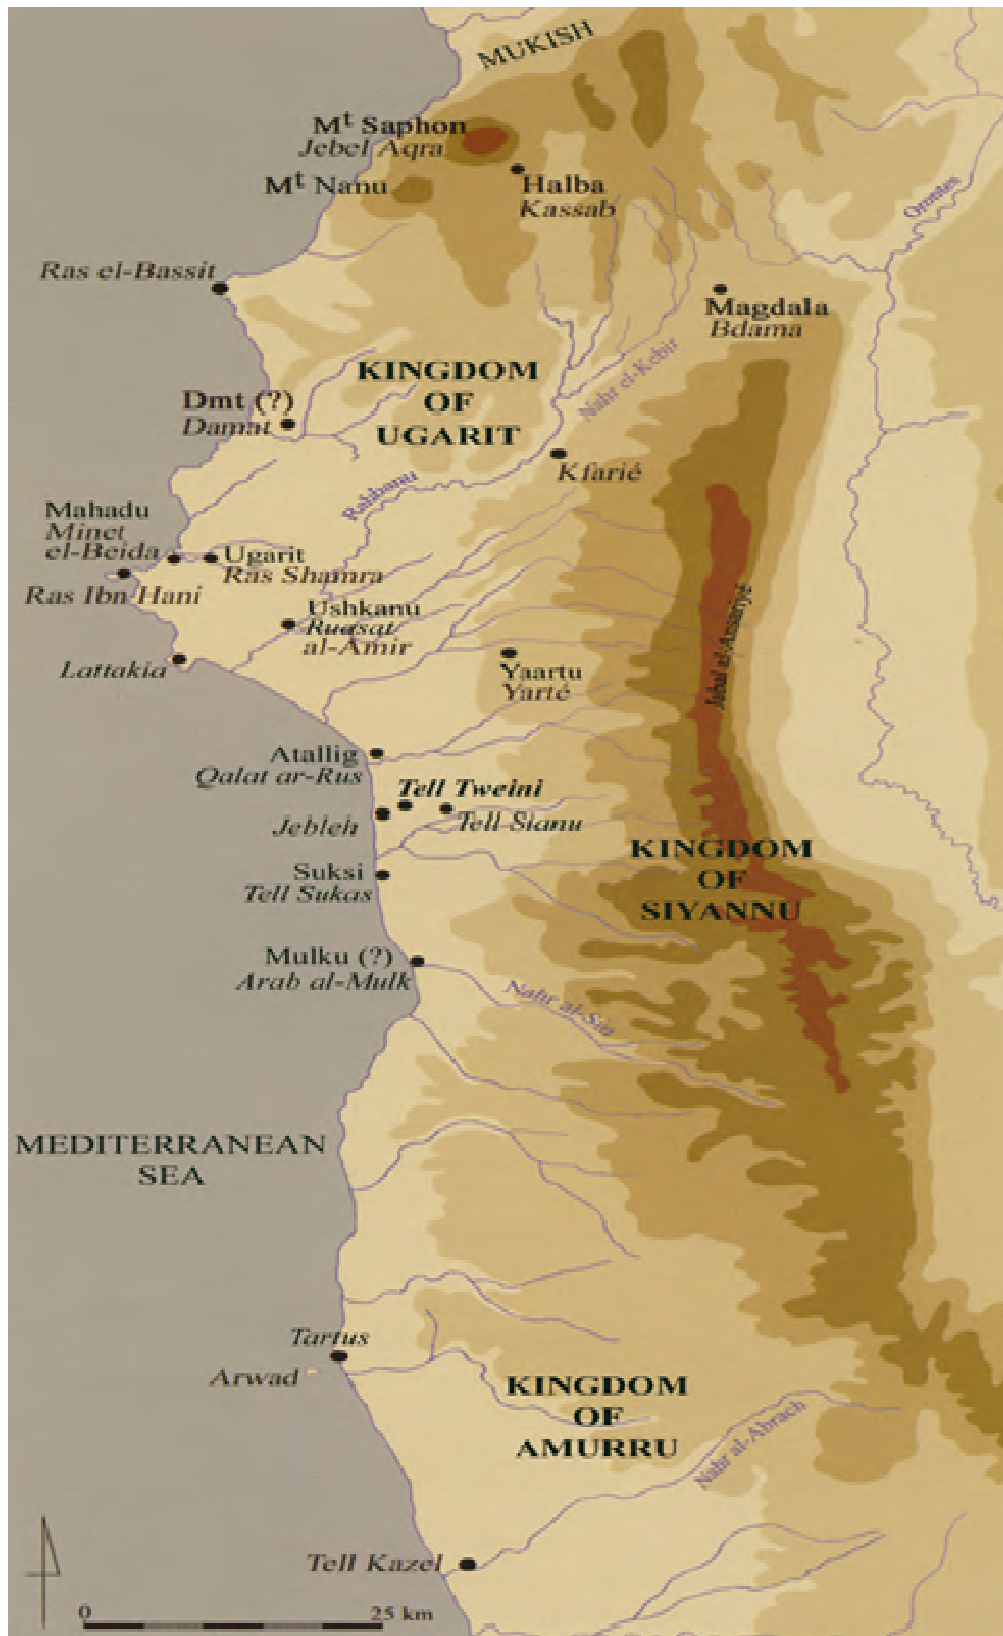 MUKISH
Mt Saphon
Jebel Aqra
Mt Nanu
Halba
Kassab
Orontes
Ras el-Bassit
Magdala
Bdama
KINGDOM
OF
UGARIT
Nahr el-Kebir
Dmt (?)
Damat
Kfarié
Rahbanu
Mahadu
Minet
el-Beida
Ugarit
Ras Shamra
Ras Ibn Hani
Ushkanu
Ruqsat
al-Amir
Lattakia
Yaartu
Yarté
Jebal el-Ansariyé
Atallig
Qalat ar-Rus
Tell Tweini
Jebleh
Tell Sianu
KINGDOM
OF
SIYANNU
Suksi
Tell Sukas
Mulku (?)
Arab al-Mulk
Nahr al-Sin
MEDITERRANEAN
SEA
Tartus
Arwad
KINGDOM
OF
AMURRU
Nahr al-Abrach
Tell Kazel
0 25 km